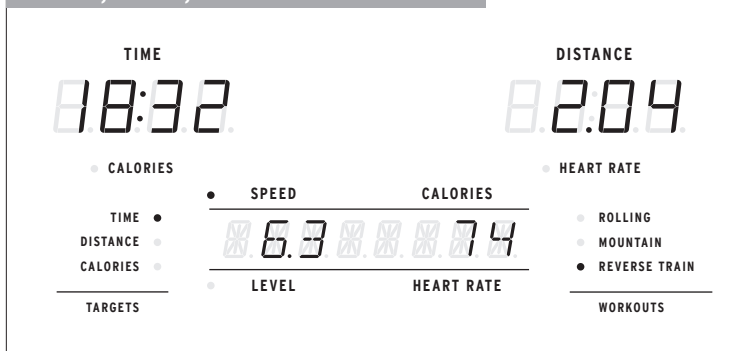 TIME
DISTANCE
18:32
2.04
CALORIES
HEART RATE
SPEED CALORIES
TIME
DISTANCE
CALORIES
6.3 74
ROLLING
MOUNTAIN
REVERSE TRAIN
LEVEL HEART RATE
TARGETS
WORKOUTS